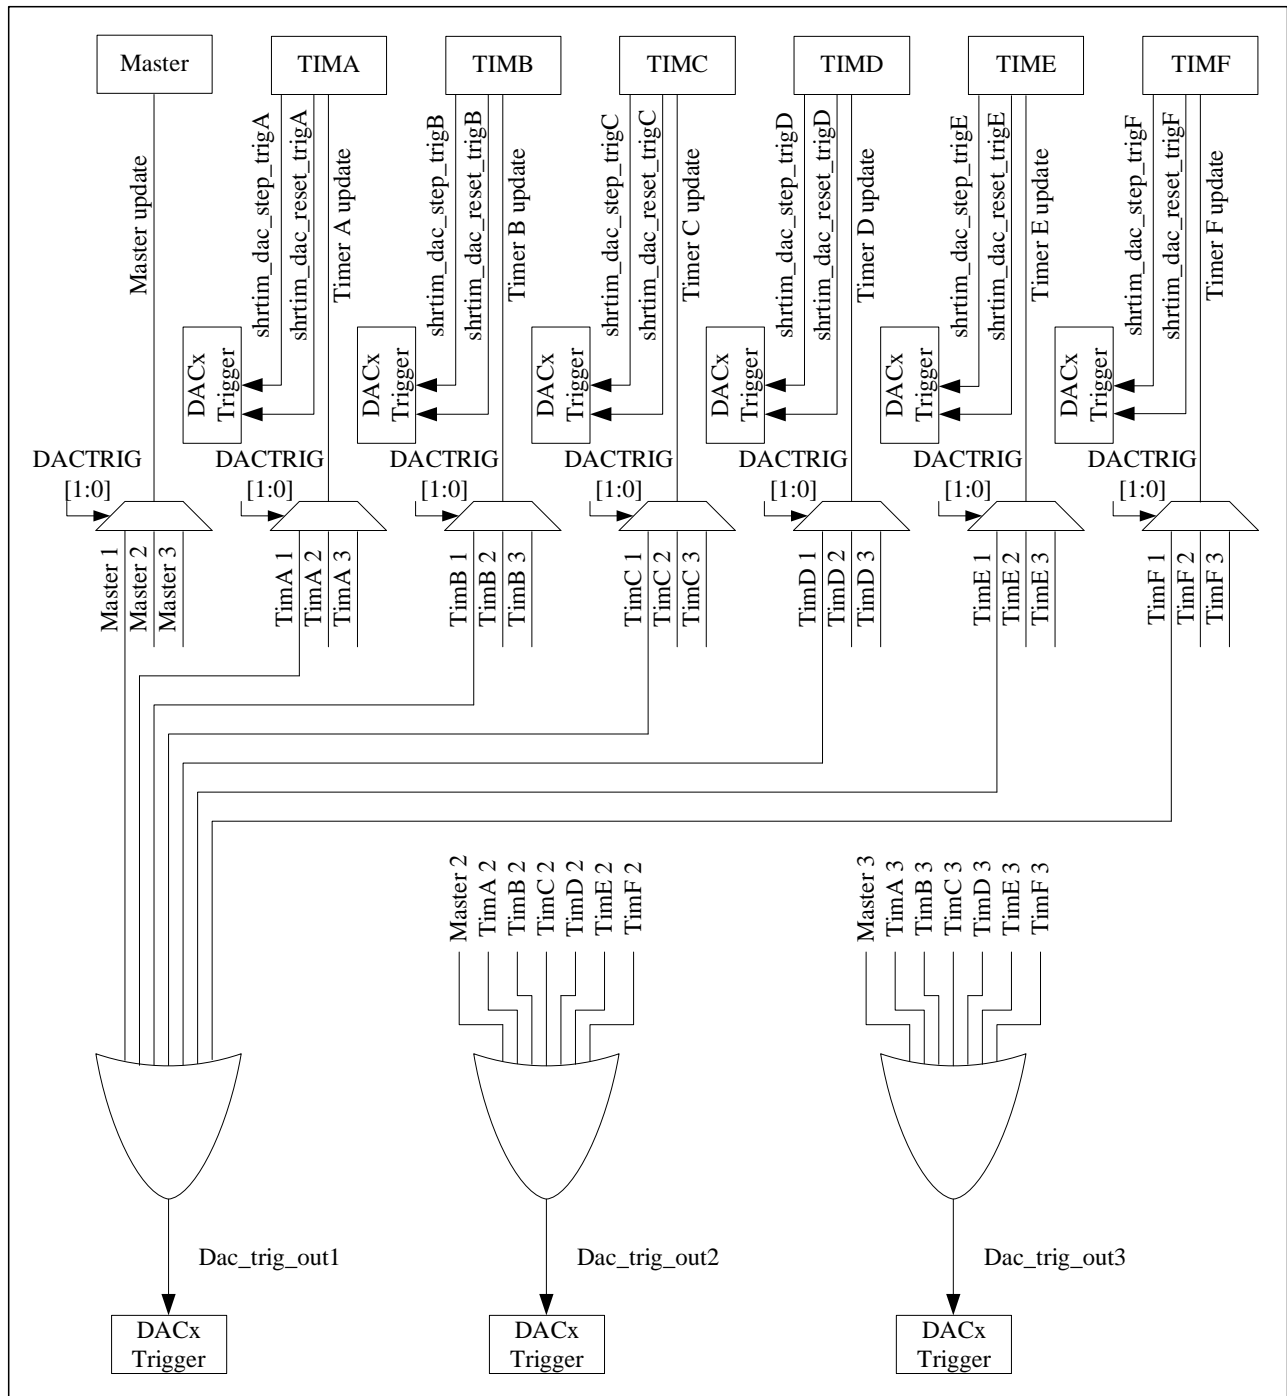 Master
TIMA
TIMB
TIMC
TIMD
TIME
TIMF
Master update
shrtim_dac_step_trigA
shrtim_dac_reset_trigA
Timer A update
shrtim_dac_step_trigB
shrtim_dac_reset_trigB
Timer B update
shrtim_dac_step_trigC
shrtim_dac_reset_trigC
Timer C update
shrtim_dac_step_trigD
shrtim_dac_reset_trigD
Timer D update
shrtim_dac_step_trigE
shrtim_dac_reset_trigE
Timer E update
shrtim_dac_step_trigF
shrtim_dac_reset_trigF
Timer F update
DACx
Trigger
DACx
Trigger
DACx
Trigger
DACx
Trigger
DACx
Trigger
DACx
Trigger
DACTRIG
[1:0]
DACTRIG
[1:0]
DACTRIG
[1:0]
DACTRIG
[1:0]
DACTRIG
[1:0]
DACTRIG
[1:0]
DACTRIG
[1:0]
Master 1
Master 2
Master 3
TimA 1
TimA 2
TimA 3
TimB 1
TimB 2
TimB 3
TimC 1
TimC 2
TimC 3
TimD 1
TimD 2
TimD 3
TimE 1
TimE 2
TimE 3
TimF 1
TimF 2
TimF 3
Master 2
TimA 2
TimB 2
TimC 2
TimD 2
TimE 2
TimF 2
Master 3
TimA 3
TimB 3
TimC 3
TimD 3
TimE 3
TimF 3
Dac_trig_out1
Dac_trig_out2
Dac_trig_out3
DACx
Trigger
DACx
Trigger
DACx
Trigger